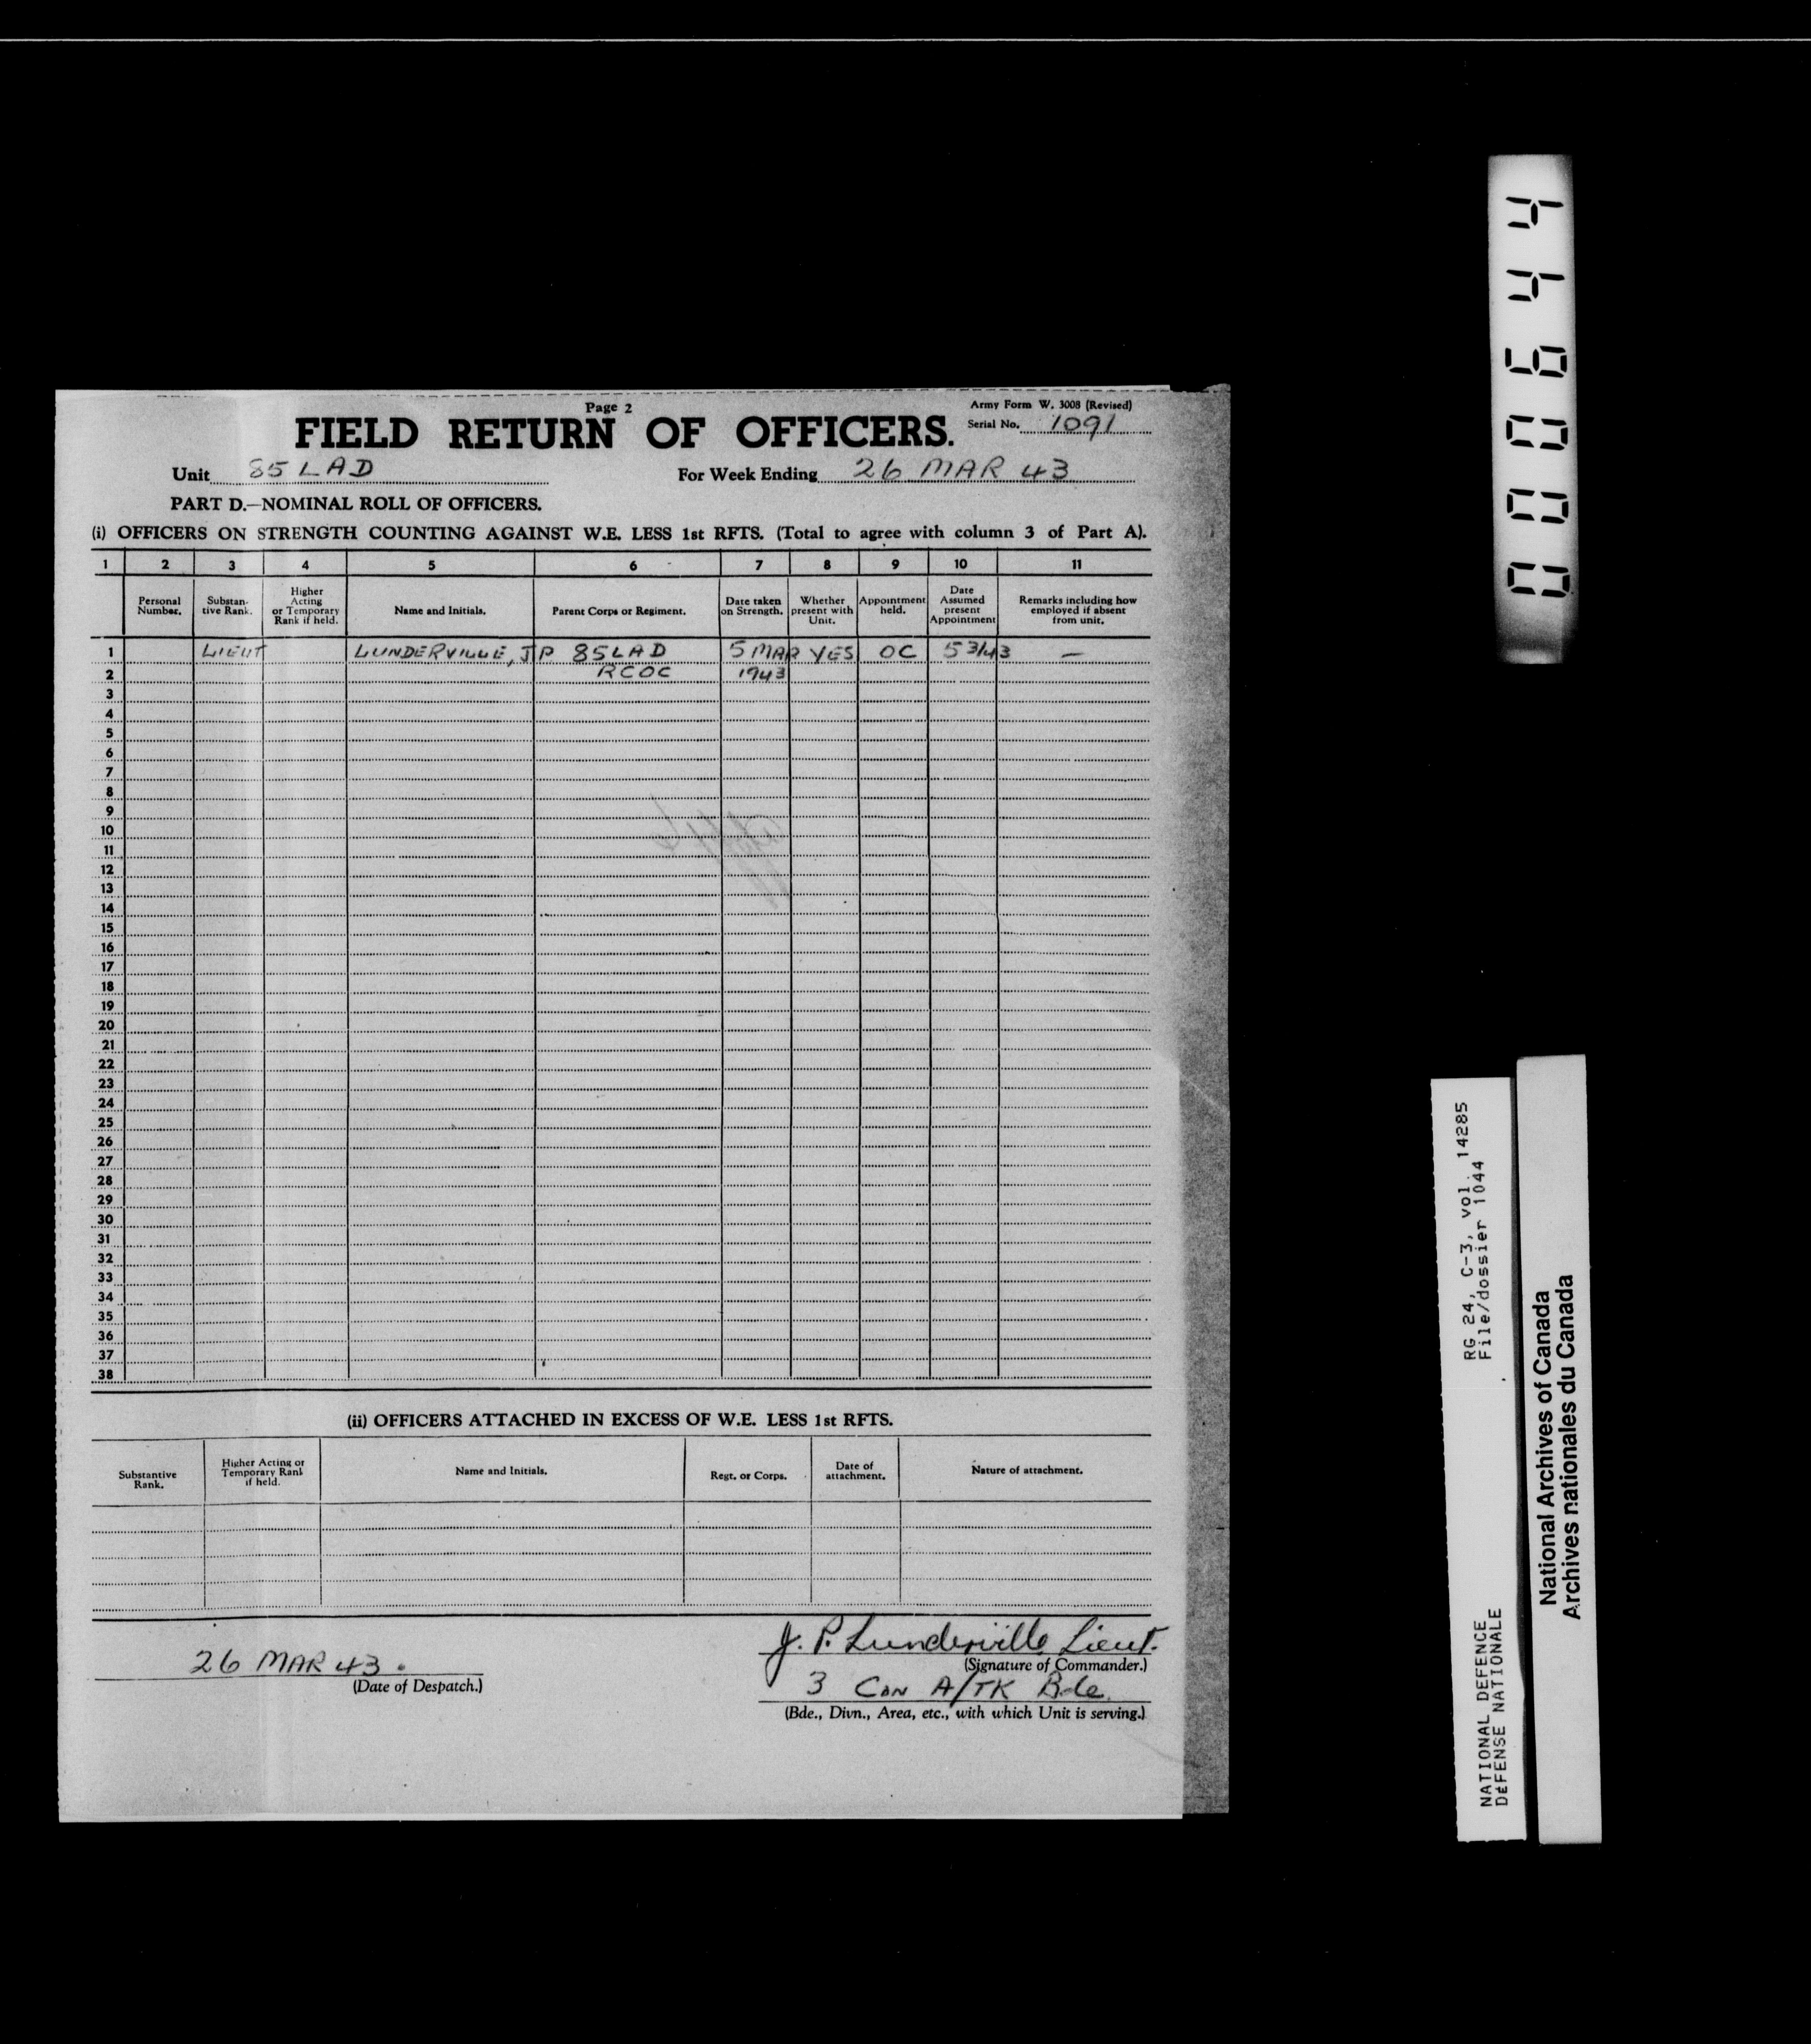 Page 2
Army Form W. 3008 (Revised)
FIELD RETURN OF OFFICERS.
Serial No. 1091
Unit 85 LAD For Week Ending 26 MAR 43
PART D.—NOMINAL ROLL OF OFFICERS.
(i) OFFICERS ON STRENGTH COUNTING AGAINST W.E. LESS 1st RFTS. (Total to agree with column 3 of Part A).
1 2 3 4 5 6 7 8 9 10 11
Personal Number. Substan-tive Rank. Higher Acting or Temporary Rank if held. Name and Initials. Parent Corps or Regiment. Date taken on Strength. Whether present with Unit. Appointment held. Date Assumed present Appointment Remarks including how employed if absent from unit.
1 LIEUT LUNDERVILLE, JP 85 LAD 5 MAR YES OC 5 3/43 —
2 RCOC 1943
3
4
5
6
7
8
9
10
11
12
13
14
15
16
17
18
19
20
21
22
23
24
25
26
27
28
29
30
31
32
33
34
35
36
37
38
(ii) OFFICERS ATTACHED IN EXCESS OF W.E. LESS 1st RFTS.
Substantive Rank. Higher Acting or Temporary Rank if held. Name and Initials. Regt. or Corps. Date of attachment. Nature of attachment.
J. P. Lunderville Lieut.
26 MAR 43. (Signature of Commander.)
(Date of Despatch.) 3 CDN A/TK Bde.
(Bde., Divn., Area, etc., with which Unit is serving.)
000644
RG 24, C-3, vol. 14285
File/dossier 1044
NATIONAL DEFENCE
DÉFENSE NATIONALE
National Archives of Canada
Archives nationales du Canada